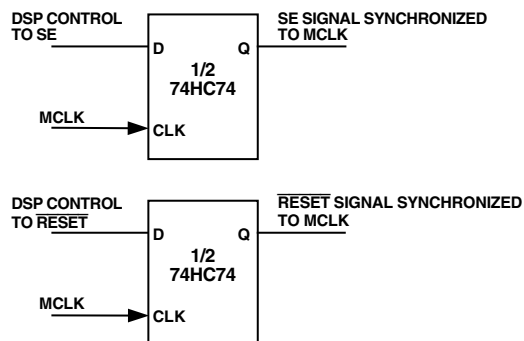 DSP CONTROL
TO SE
SE SIGNAL SYNCHRONIZED
TO MCLK
D
Q
1/2
74HC74
MCLK
CLK
DSP CONTROL
TO RESET
RESET SIGNAL SYNCHRONIZED
TO MCLK
D
Q
1/2
74HC74
MCLK
CLK